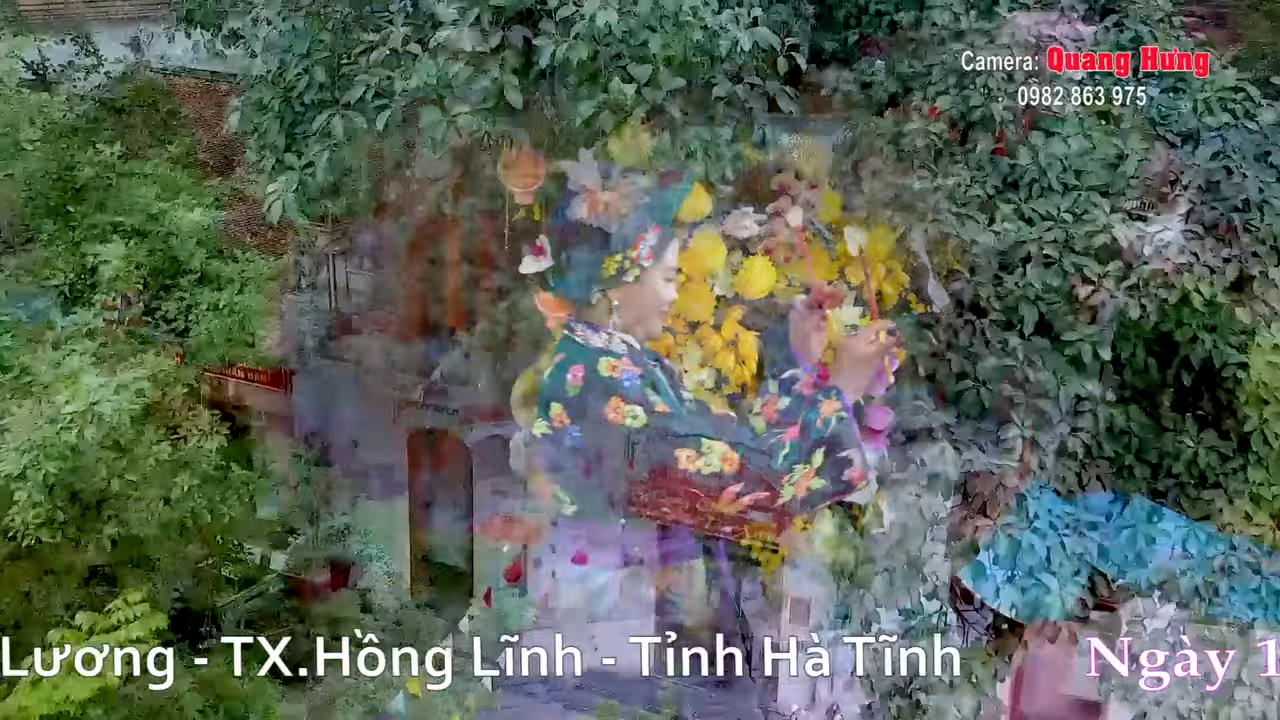 Camera: Quang Hưng
0982 863 975
Lương - TX.Hồng Lĩnh - Tỉnh Hà Tĩnh
Ngày 1